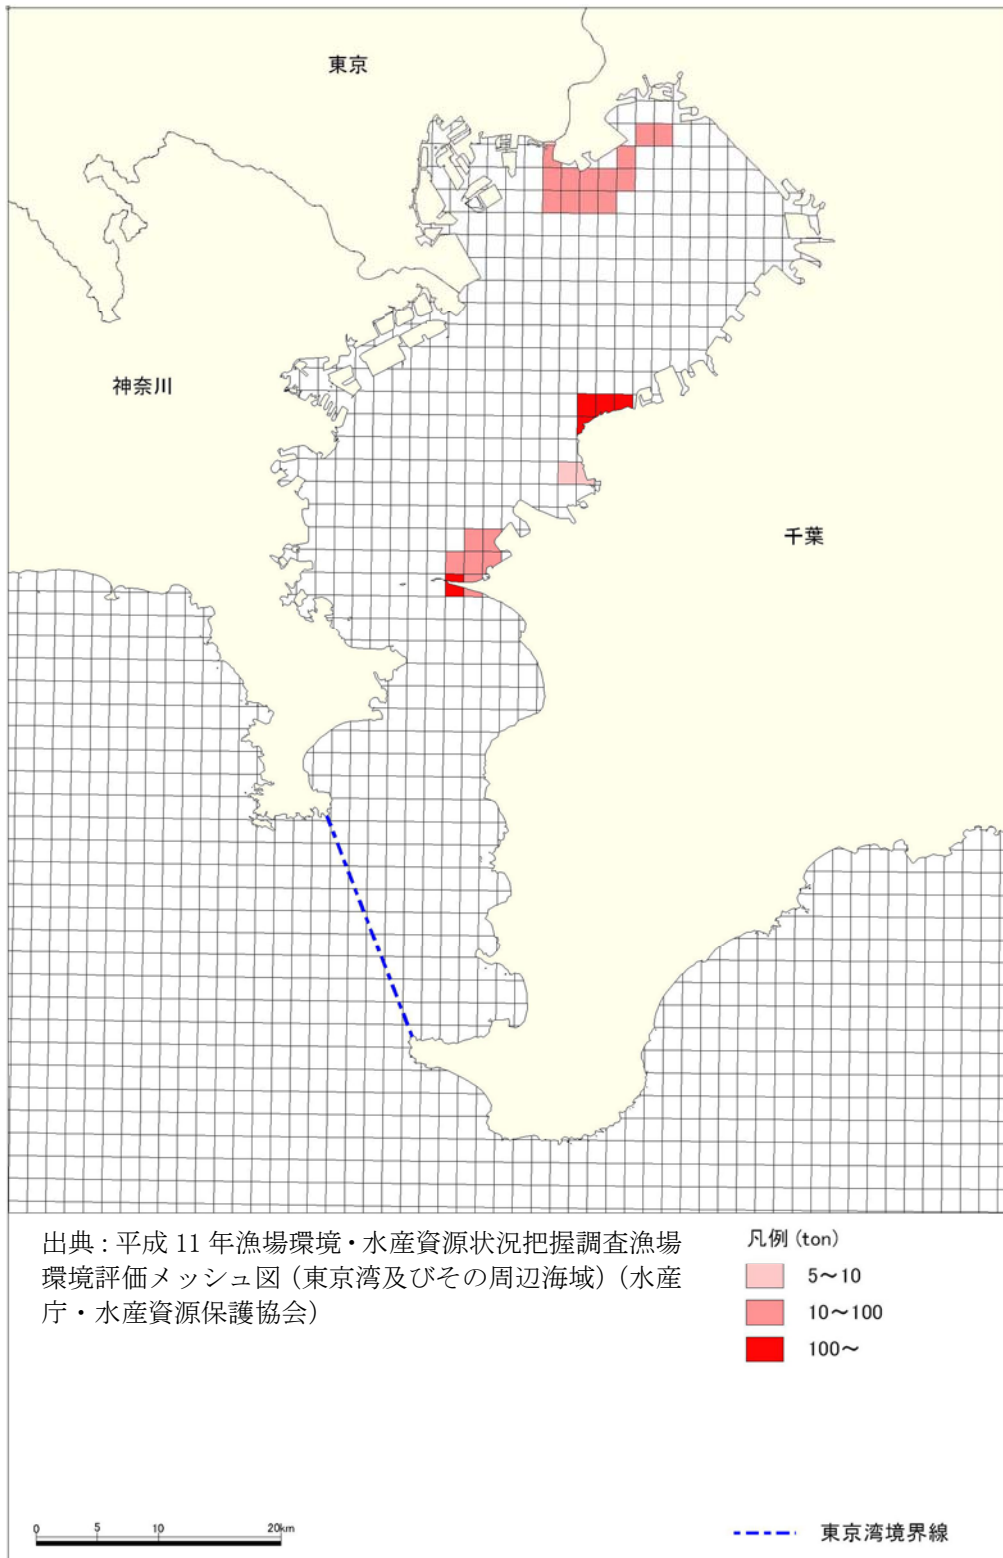 東京
神奈川
千葉
出典：平成 11 年漁場環境・水産資源状況把握調査漁場
環境評価メッシュ図（東京湾及びその周辺海域）（水産
庁・水産資源保護協会）
凡例 (ton)
5～10
10～100
100～
0 5 10 20km
東京湾境界線